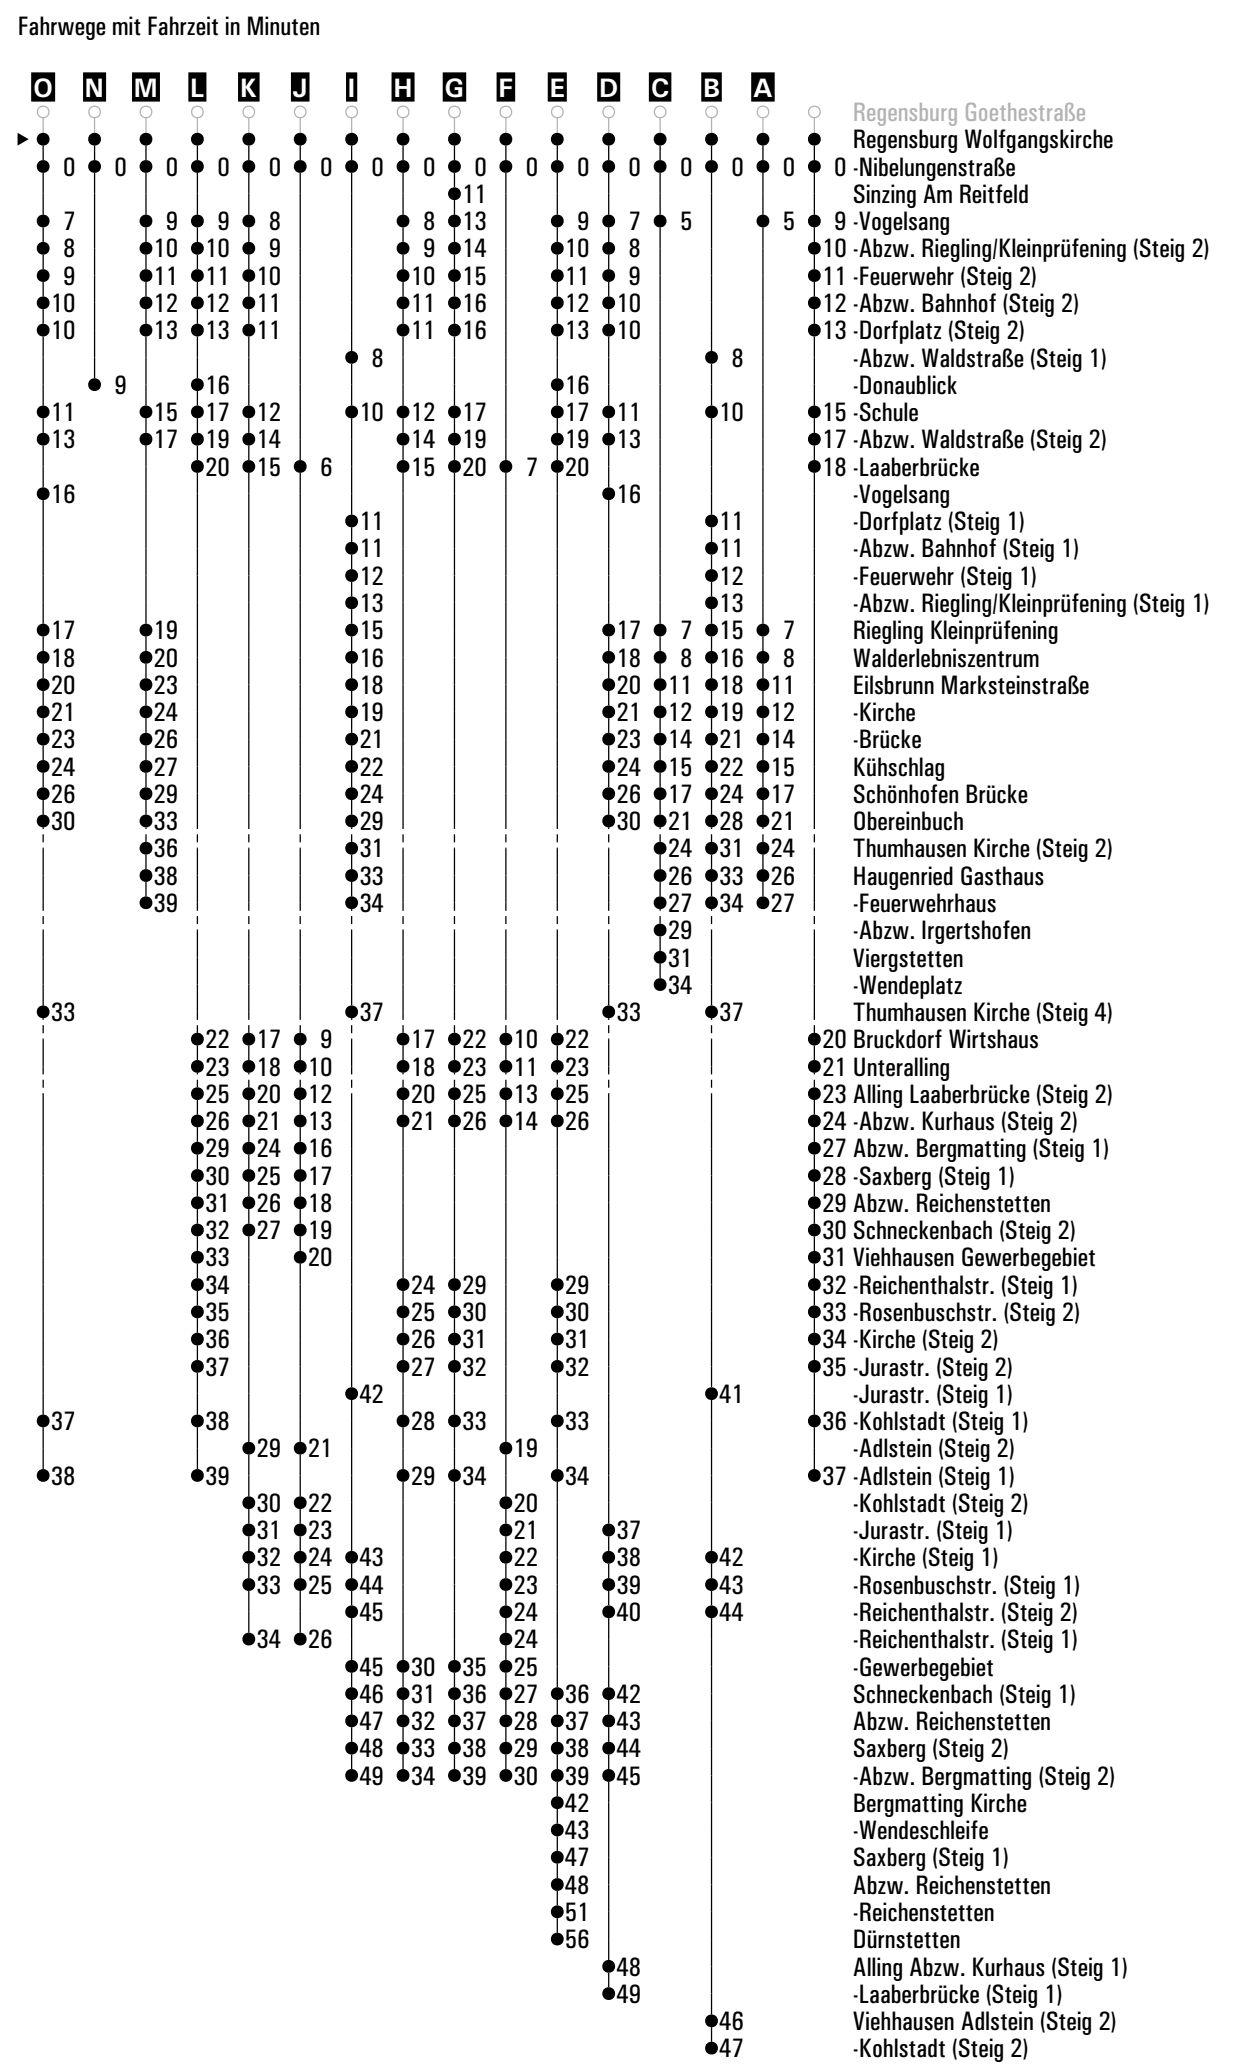 Fahrwege mit Fahrzeit in Minuten
O N M L K J I H G F E D C B A
Regensburg Goethestraße
Regensburg Wolfgangskirche
0 0 0 0 0 0 0 0 0 0 0 0 0 0 0 0 -Nibelungenstraße
11 Sinzing Am Reitfeld
7 9 9 8 8 13 9 7 5 5 9 -Vogelsang
8 10 10 9 9 14 10 8 10 -Abzw. Riegling/Kleinprüfening (Steig 2)
9 11 11 10 10 15 11 9 11 -Feuerwehr (Steig 2)
10 12 12 11 11 16 12 10 12 -Abzw. Bahnhof (Steig 2)
10 13 13 11 11 16 13 10 13 -Dorfplatz (Steig 2)
8 8 -Abzw. Waldstraße (Steig 1)
9 16 16 -Donaublick
11 15 17 12 10 12 17 17 11 10 15 -Schule
13 17 19 14 14 19 19 13 17 -Abzw. Waldstraße (Steig 2)
20 15 6 15 20 7 20 18 -Laaberbrücke
16 16 -Vogelsang
11 11 -Dorfplatz (Steig 1)
11 11 -Abzw. Bahnhof (Steig 1)
12 12 -Feuerwehr (Steig 1)
13 13 -Abzw. Riegling/Kleinprüfening (Steig 1)
17 19 15 17 7 15 7 Riegling Kleinprüfening
18 20 16 18 8 16 8 Walderlebniszentrum
20 23 18 20 11 18 11 Eilsbrunn Marksteinstraße
21 24 19 21 12 19 12 -Kirche
23 26 21 23 14 21 14 -Brücke
24 27 22 24 15 22 15 Kühschlag
26 29 24 26 17 24 17 Schönhofen Brücke
30 33 29 30 21 28 21 Obereinbuch
36 31 24 31 24 Thumhausen Kirche (Steig 2)
38 33 26 33 26 Haugenried Gasthaus
39 34 27 34 27 -Feuerwehrhaus
29 -Abzw. Irgertshofen
31 Viergstetten
34 -Wendeplatz
33 37 33 37 Thumhausen Kirche (Steig 4)
22 17 9 17 22 10 22 20 Bruckdorf Wirtshaus
23 18 10 18 23 11 23 21 Unteralling
25 20 12 20 25 13 25 23 Alling Laaberbrücke (Steig 2)
26 21 13 21 26 14 26 24 -Abzw. Kurhaus (Steig 2)
29 24 16 27 Abzw. Bergmatting (Steig 1)
30 25 17 28 -Saxberg (Steig 1)
31 26 18 29 Abzw. Reichenstetten
32 27 19 30 Schneckenbach (Steig 2)
33 20 31 Viehhausen Gewerbegebiet
34 24 29 29 32 -Reichenthalstr. (Steig 1)
35 25 30 30 33 -Rosenbuschstr. (Steig 2)
36 26 31 31 34 -Kirche (Steig 2)
37 27 32 32 35 -Jurastr. (Steig 2)
42 41 -Jurastr. (Steig 1)
37 38 28 33 33 36 -Kohlstadt (Steig 1)
29 21 19 -Adlstein (Steig 2)
38 39 29 34 34 37 -Adlstein (Steig 1)
30 22 20 -Kohlstadt (Steig 2)
31 23 21 37 -Jurastr. (Steig 1)
32 24 43 22 38 42 -Kirche (Steig 1)
33 25 44 23 39 43 -Rosenbuschstr. (Steig 1)
45 24 40 44 -Reichenthalstr. (Steig 2)
34 26 24 -Reichenthalstr. (Steig 1)
45 30 35 25 -Gewerbegebiet
46 31 36 27 36 42 Schneckenbach (Steig 1)
47 32 37 28 37 43 Abzw. Reichenstetten
48 33 38 29 38 44 Saxberg (Steig 2)
49 34 39 30 39 45 -Abzw. Bergmatting (Steig 2)
42 Bergmatting Kirche
43 -Wendeschleife
47 Saxberg (Steig 1)
48 Abzw. Reichenstetten
51 -Reichenstetten
56 Dürnstetten
48 Alling Abzw. Kurhaus (Steig 1)
49 -Laaberbrücke (Steig 1)
46 Viehhausen Adlstein (Steig 2)
47 -Kohlstadt (Steig 2)